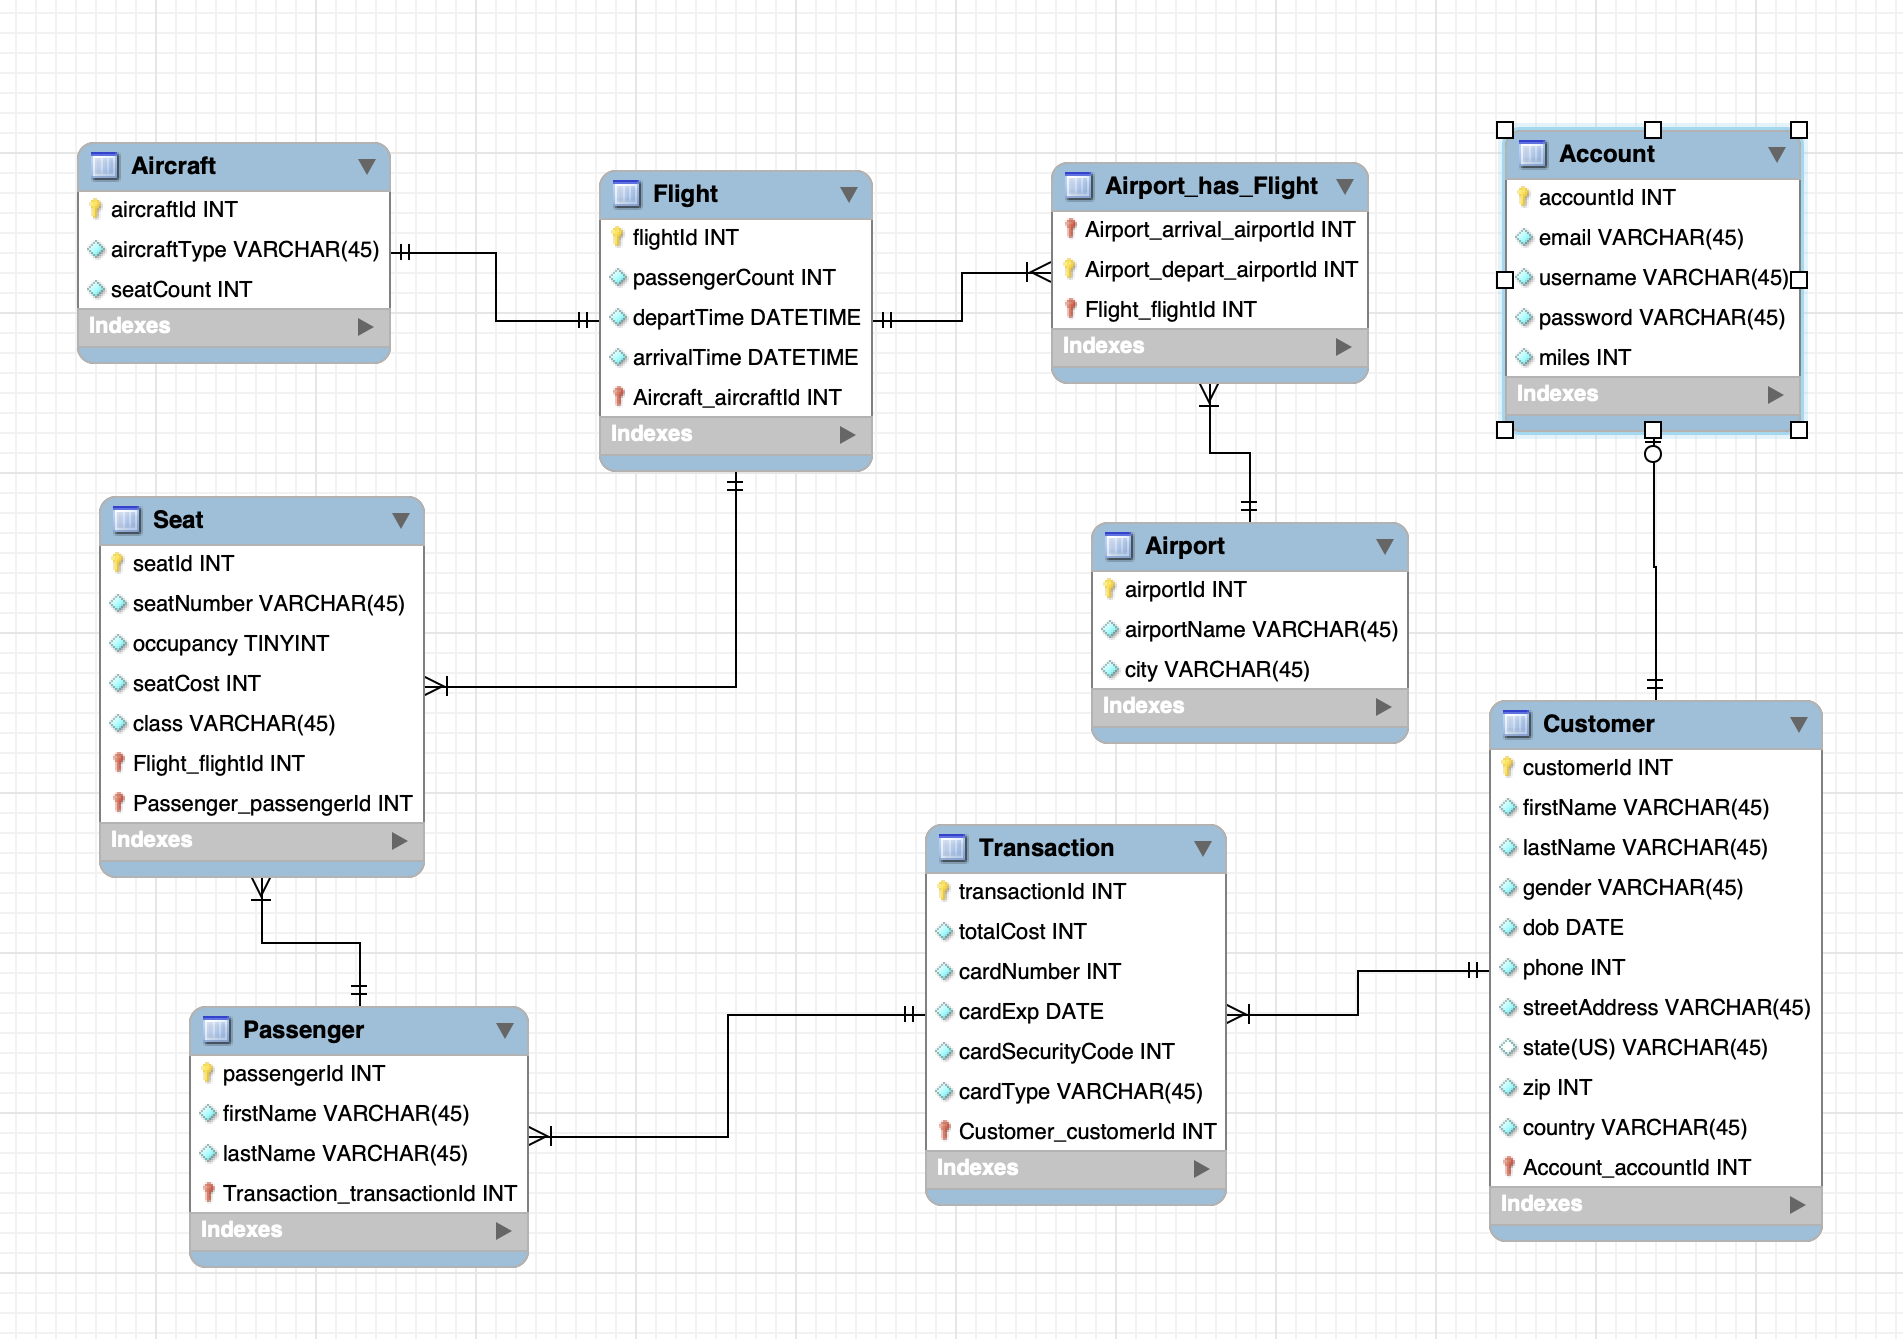 Aircraft
aircraftId INT
aircraftType VARCHAR(45)
seatCount INT
Indexes
Flight
flightId INT
passengerCount INT
departTime DATETIME
arrivalTime DATETIME
Aircraft_aircraftId INT
Indexes
Airport_has_Flight
Airport_arrival_airportId INT
Airport_depart_airportId INT
Flight_flightId INT
Indexes
Account
accountId INT
email VARCHAR(45)
username VARCHAR(45)
password VARCHAR(45)
miles INT
Indexes
Seat
seatId INT
seatNumber VARCHAR(45)
occupancy TINYINT
seatCost INT
class VARCHAR(45)
Flight_flightId INT
Passenger_passengerId INT
Indexes
Airport
airportId INT
airportName VARCHAR(45)
city VARCHAR(45)
Indexes
Customer
customerId INT
firstName VARCHAR(45)
lastName VARCHAR(45)
gender VARCHAR(45)
dob DATE
phone INT
streetAddress VARCHAR(45)
state(US) VARCHAR(45)
zip INT
country VARCHAR(45)
Account_accountId INT
Indexes
Transaction
transactionId INT
totalCost INT
cardNumber INT
cardExp DATE
cardSecurityCode INT
cardType VARCHAR(45)
Customer_customerId INT
Indexes
Passenger
passengerId INT
firstName VARCHAR(45)
lastName VARCHAR(45)
Transaction_transactionId INT
Indexes